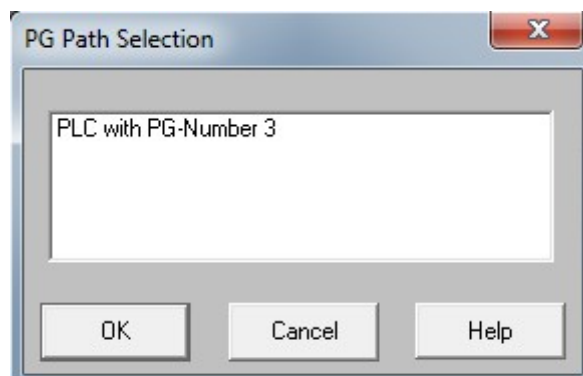 PG Path Selection
PLC with PG-Number 3
OK
Cancel
Help